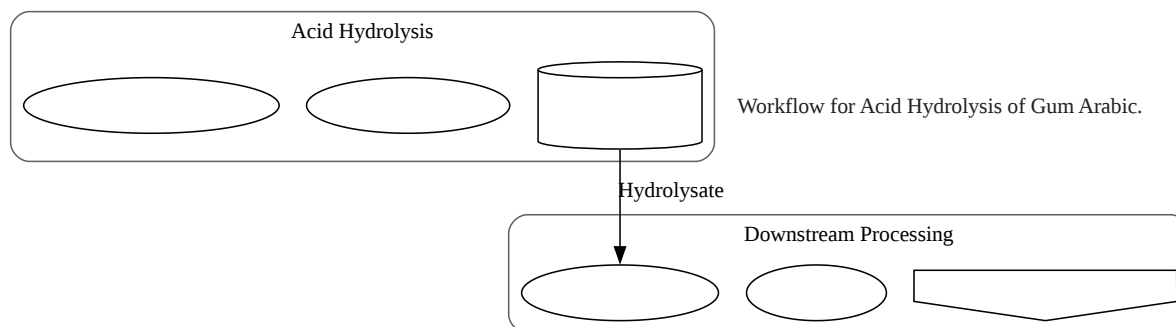 Acid Hydrolysis
Workflow for Acid Hydrolysis of Gum Arabic.
Hydrolysate
Downstream Processing